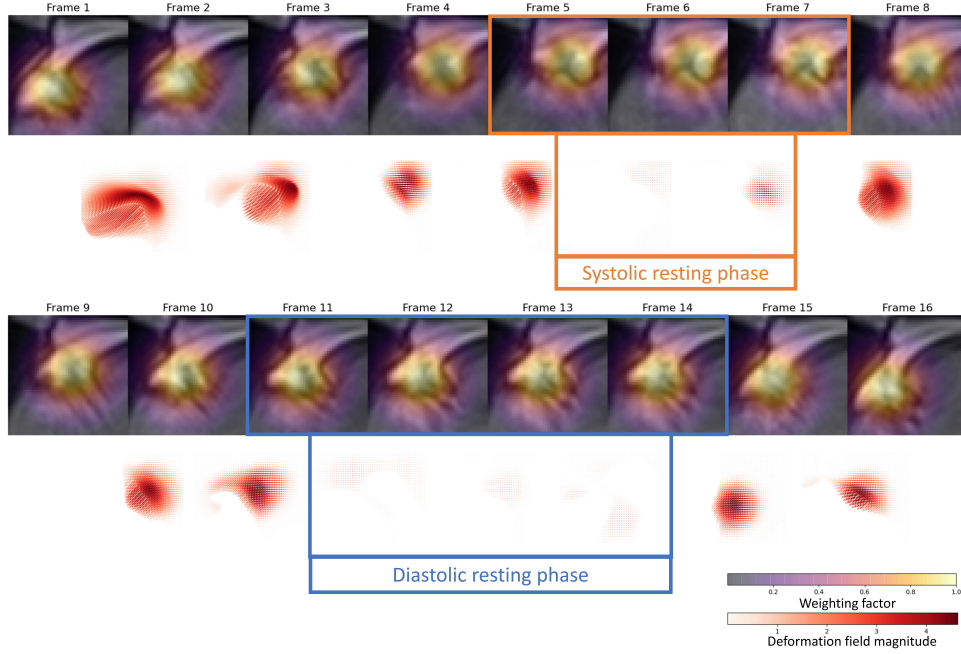 Frame 1 Frame 2 Frame 3 Frame 4 Frame 5 Frame 6 Frame 7 Frame 8
Systolic resting phase
Frame 9 Frame 10 Frame 11 Frame 12 Frame 13 Frame 14 Frame 15 Frame 16
Diastolic resting phase
0.2 0.4 0.6 0.8 1.0
Weighting factor
1 2 3 4
Deformation field magnitude